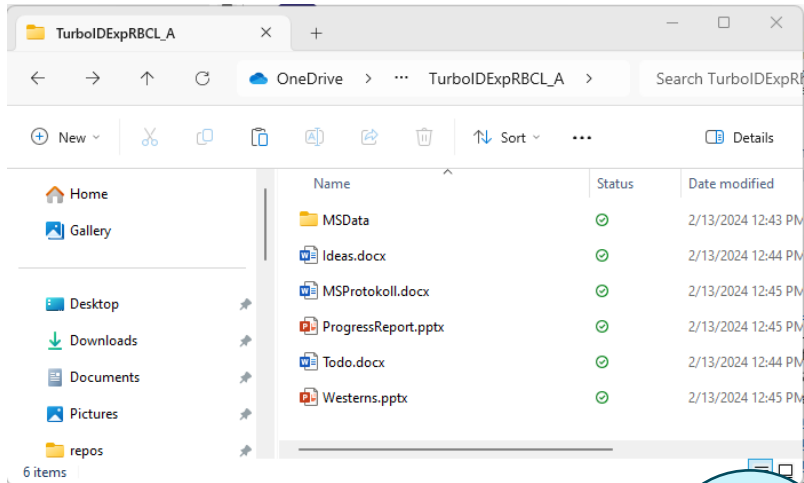 TurboIDExpRBCL_A
OneDrive > ... TurboIDExpRBCL_A > Search TurboIDExpRE
New Sort ... Details
Name Status Date modified
Home
Gallery
Desktop
Downloads
Documents
Pictures
repos
MSData 2/13/2024 12:43 PM
Ideas.docx 2/13/2024 12:44 PM
MSProtokoll.docx 2/13/2024 12:45 PM
ProgressReport.pptx 2/13/2024 12:45 PM
Todo.docx 2/13/2024 12:44 PM
Westerns.pptx 2/13/2024 12:45 PM
6 items